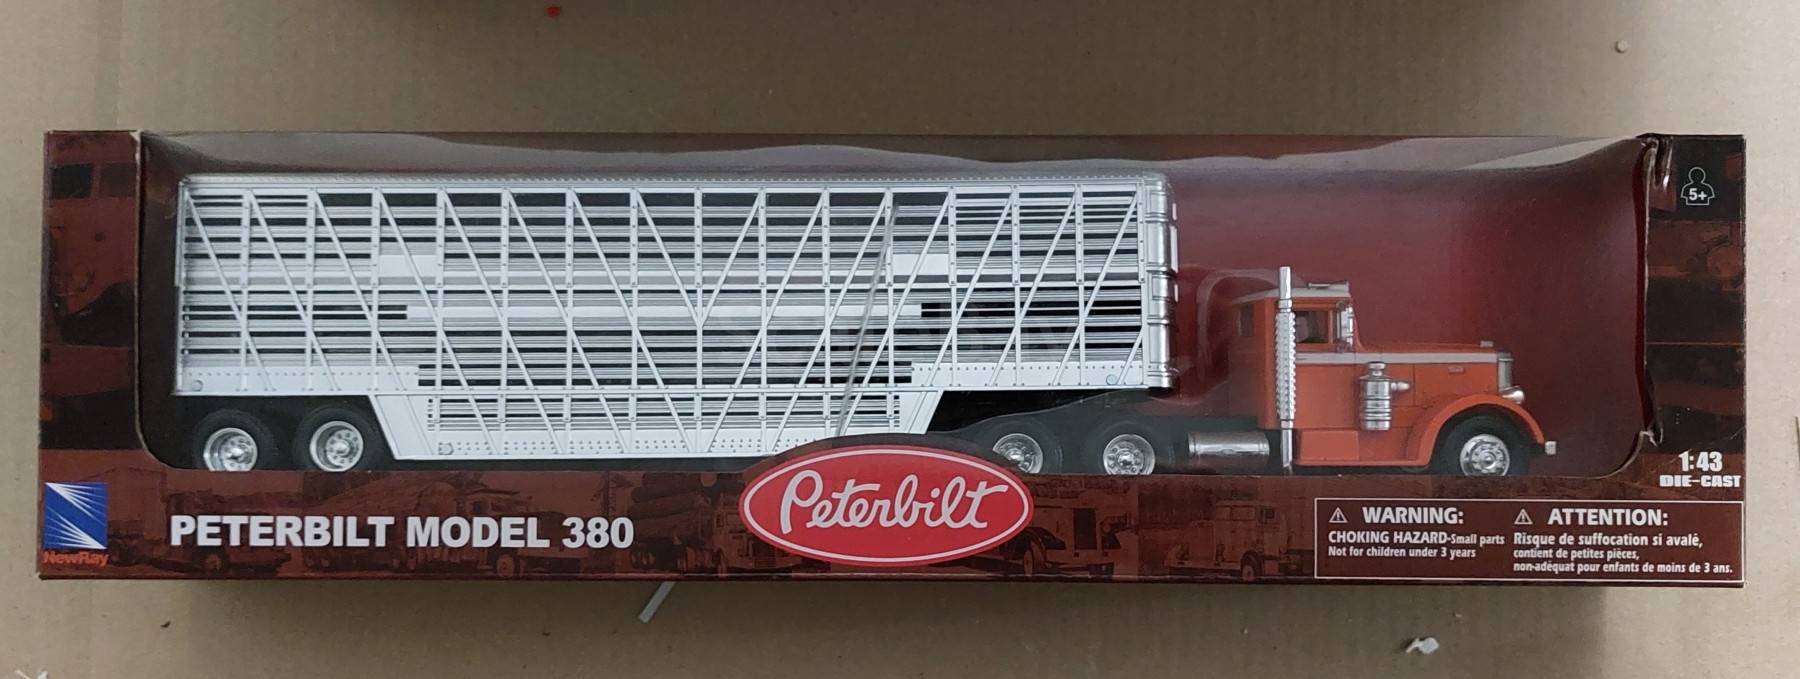 5+
1:43
DIE-CAST
NewRay
PETERBILT MODEL 380
Peterbilt
WARNING:
CHOKING HAZARD-Small parts
Not for children under 3 years
ATTENTION:
Risque de suffocation si avalé,
contient de petites pièces,
non-adéquat pour enfants de moins de 3 ans.